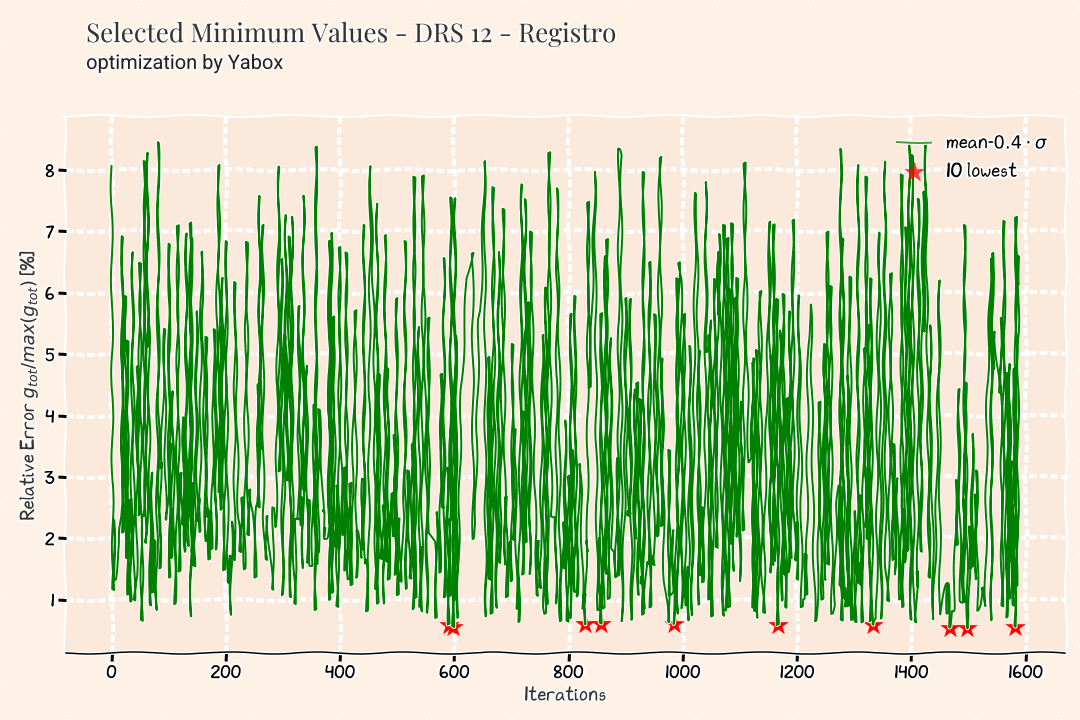 Selected Minimum Values - DRS 12 - Registro
optimization by Yabox
mean-0.4 · σ
10 lowest
Relative Error g_tot/max(g_tot) [%]
8
7
6
5
4
3
2
1
0 200 400 600 800 1000 1200 1400 1600
Iterations